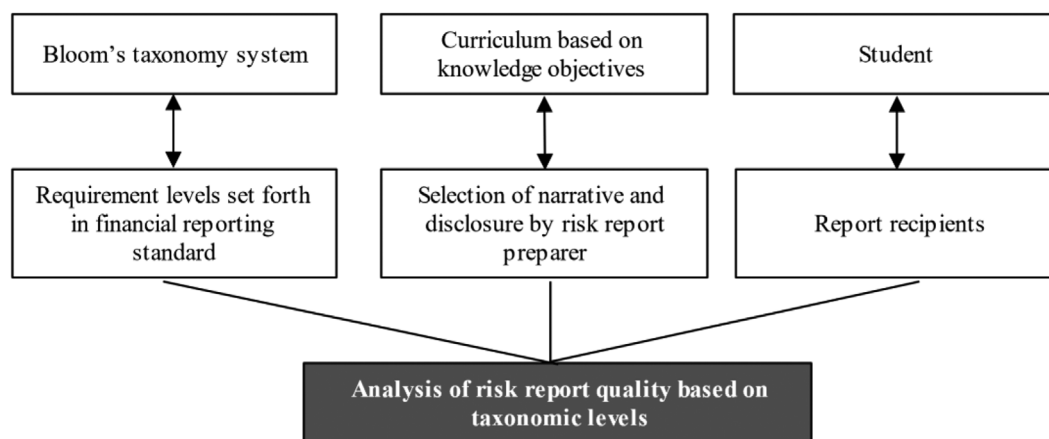 Bloom's taxonomy system
Curriculum based on
knowledge objectives
Student
Requirement levels set forth
in financial reporting
standard
Selection of narrative and
disclosure by risk report
preparer
Report recipients
Analysis of risk report quality based on
taxonomic levels